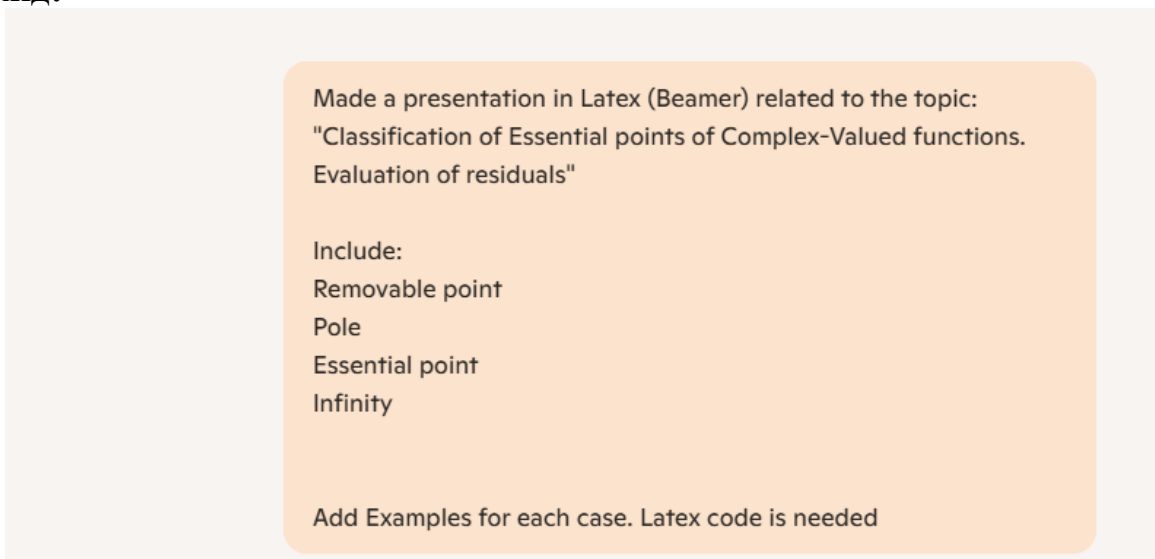 Made a presentation in Latex (Beamer) related to the topic:
"Classification of Essential points of Complex-Valued functions.
Evaluation of residuals"
Include:
Removable point
Pole
Essential point
Infinity
Add Examples for each case. Latex code is needed